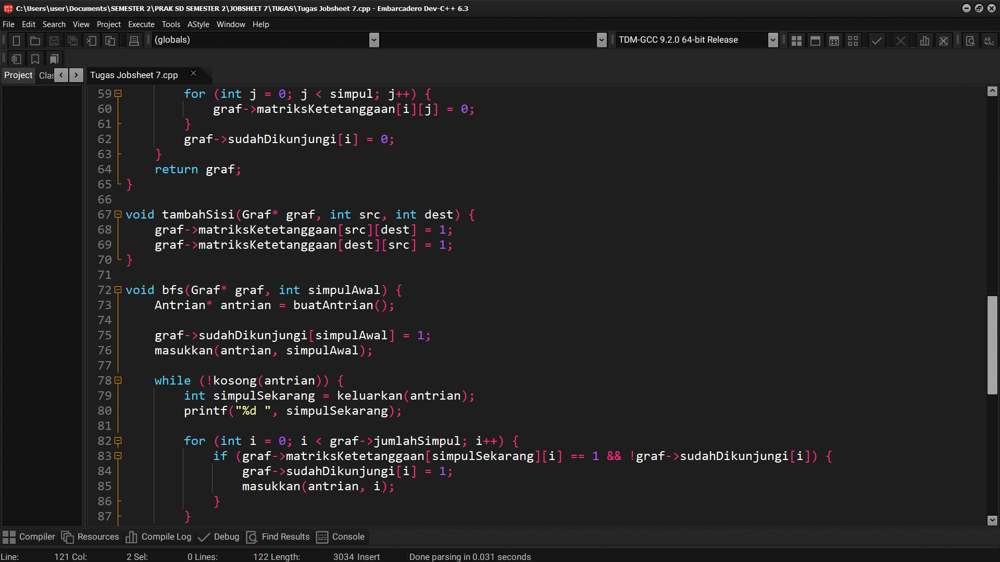 C:\Users\user\Documents\SEMESTER 2\PRAK SD SEMESTER 2\JOBSHEET 7\TUGAS\Tugas Jobsheet 7.cpp - Embarcadero Dev-C++ 6.3
File Edit Search View Project Execute Tools AStyle Window Help
(globals) TDM-GCC 9.2.0 64-bit Release
Project Clas Tugas Jobsheet 7.cpp
59         for (int j = 0; j < simpul; j++) {
60             graf->matriksKetetanggaan[i][j] = 0;
61         }
62         graf->sudahDikunjungi[i] = 0;
63     }
64     return graf;
65 }
66
67 void tambahSisi(Graf* graf, int src, int dest) {
68     graf->matriksKetetanggaan[src][dest] = 1;
69     graf->matriksKetetanggaan[dest][src] = 1;
70 }
71
72 void bfs(Graf* graf, int simpulAwal) {
73     Antrian* antrian = buatAntrian();
74
75     graf->sudahDikunjungi[simpulAwal] = 1;
76     masukkan(antrian, simpulAwal);
77
78     while (!kosong(antrian)) {
79         int simpulSekarang = keluarkan(antrian);
80         printf("%d ", simpulSekarang);
81
82         for (int i = 0; i < graf->jumlahSimpul; i++) {
83             if (graf->matriksKetetanggaan[simpulSekarang][i] == 1 && !graf->sudahDikunjungi[i]) {
84                 graf->sudahDikunjungi[i] = 1;
85                 masukkan(antrian, i);
86             }
87         }
Compiler Resources Compile Log Debug Find Results Console
Line: 121 Col: 2 Sel: 0 Lines: 122 Length: 3034 Insert Done parsing in 0.031 seconds